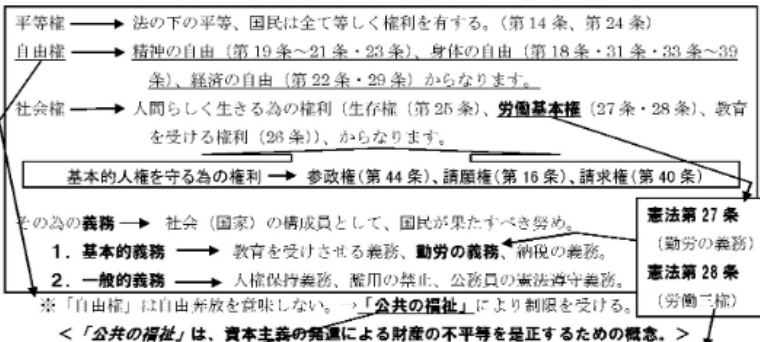 平等権 → 法の下の平等、国民は全て等しく権利を有する。（第14条、第24条）
自由権 → 精神の自由（第19条～21条・23条）、身体の自由（第18条・31条・33条～39
条）、経済の自由（第22条・29条）からなります。
社会権 → 人間らしく生きる為の権利（生存権（第25条）、労働基本権（27条・28条）、教育
を受ける権利（26条））、からなります。
基本的人権を守る為の権利 → 参政権（第44条）、請願権（第16条）、請求権（第40条）
その為の義務 → 社会（国家）の構成員として、国民が果たすべき努め。
1．基本的義務 → 教育を受けさせる義務、勤労の義務、納税の義務。
2．一般的義務 → 人権保持義務、濫用の禁止、公務員の憲法遵守義務。
憲法第27条
（勤労の義務）
憲法第28条
（労働三権）
※「自由権」は自由奔放を意味しない。→「公共の福祉」により制限を受ける。
＜「公共の福祉」は、資本主義の発達による財産の不平等を是正するための概念。＞